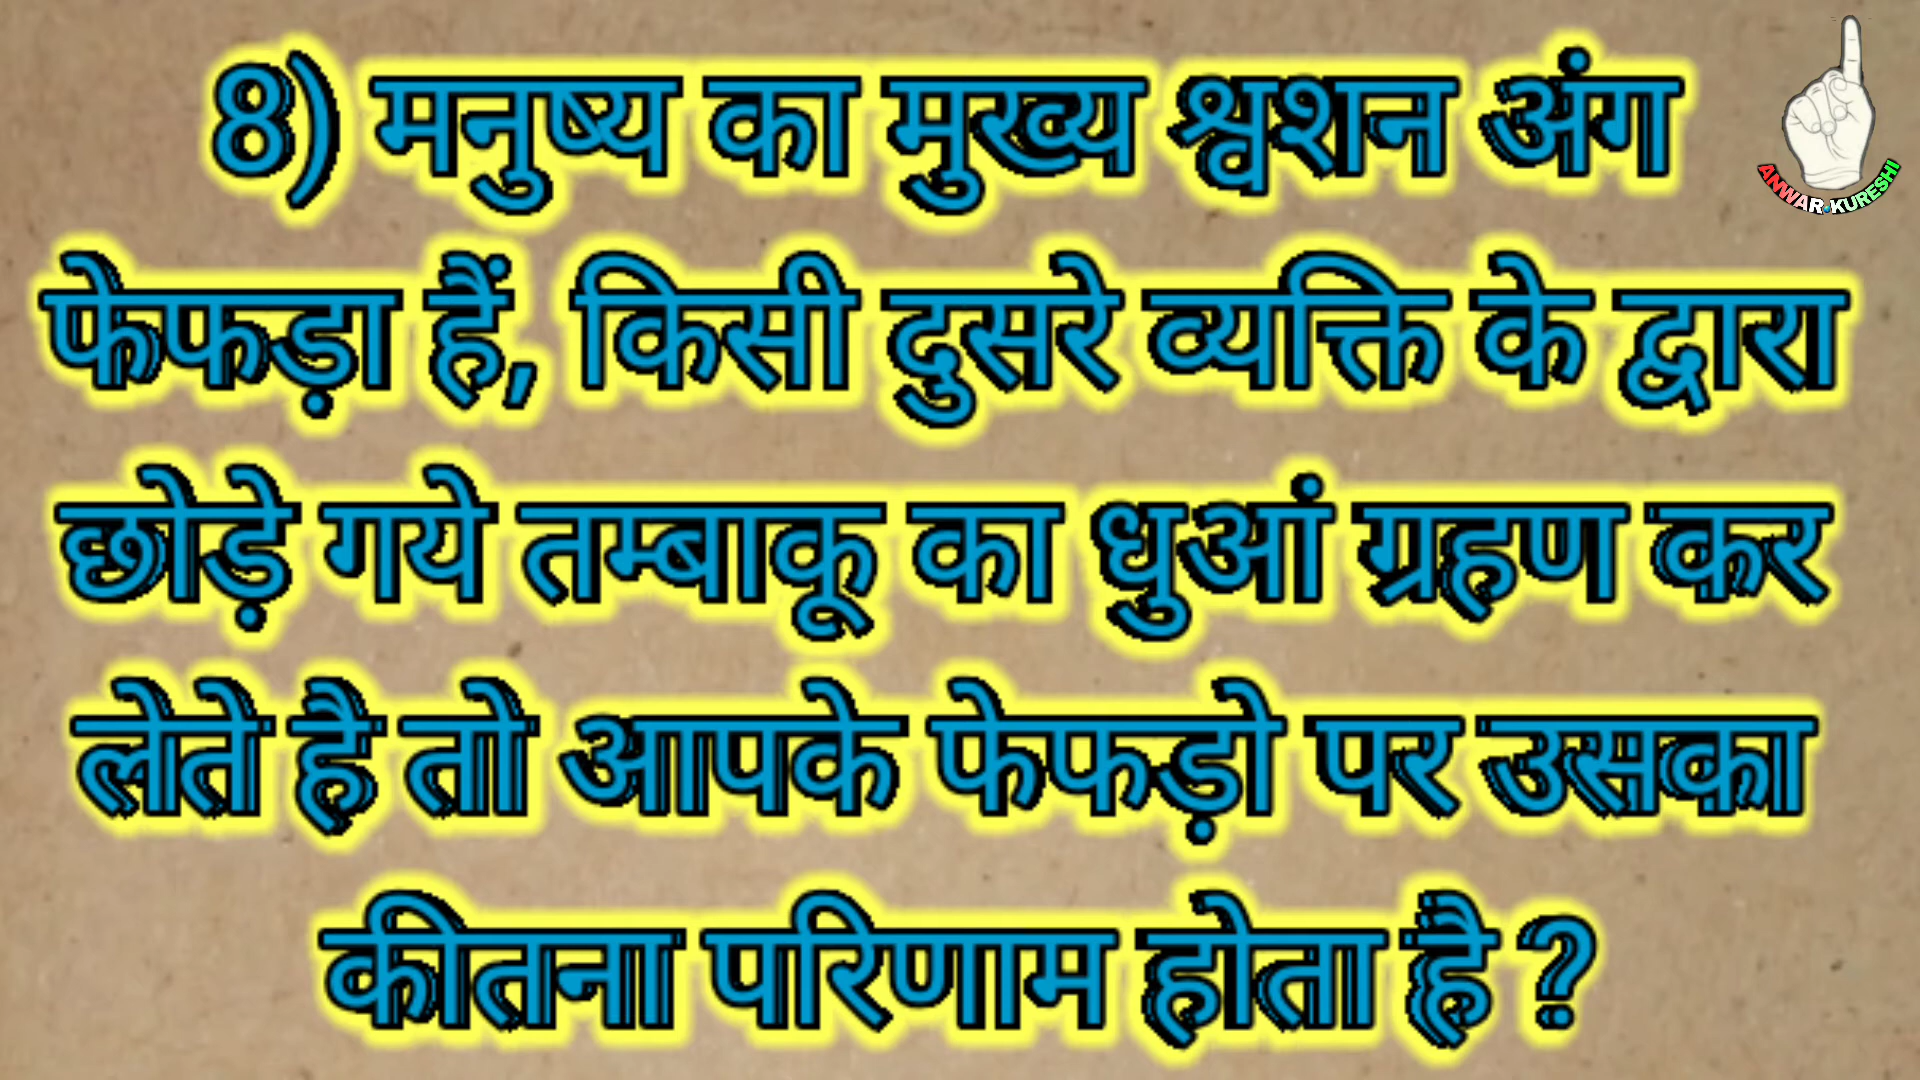 8) मनुष्य का मुख्य श्वशन अंग
फेफड़ा हैं, किसी दुसरे व्यक्ति के द्वारा
छोड़े गये तम्बाकू का धुआं ग्रहण कर
लेते है तो आपके फेफड़ो पर उसका
कीतना परिणाम होता है ?
ANWAR KURESHI